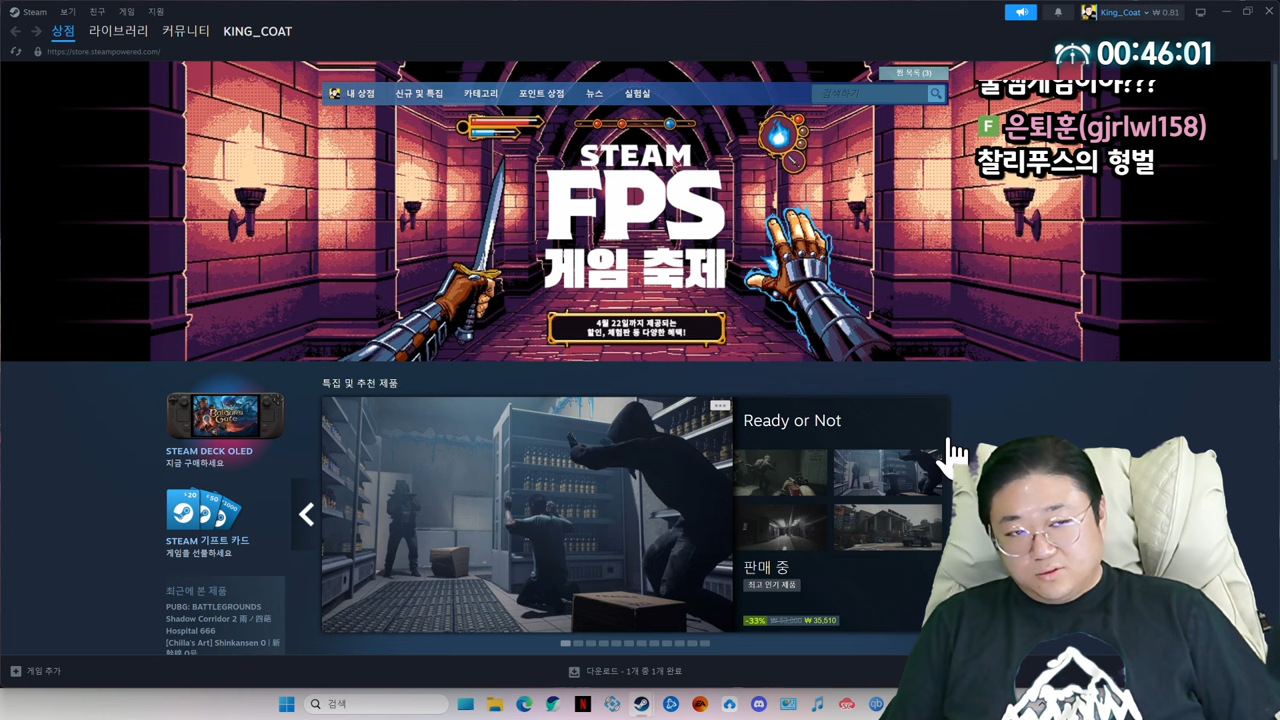 Steam 보기 친구 게임 지원
King_Coat ₩ 0.81
상점 라이브러리 커뮤니티 KING_COAT
https://store.steampowered.com/
00:46:01
찜 목록 (3)
내 상점 신규 및 특집 카테고리 포인트 상점 뉴스 실험실
검색하기
F 은퇴훈(gjrlwl158)
찰리푸스의 형벌
STEAM
FPS
게임 축제
4월 22일까지 제공되는
할인, 체험판 등 다양한 혜택!
특집 및 추천 제품
STEAM DECK OLED
지금 구매하세요
Ready or Not
STEAM 기프트 카드
게임을 선물하세요
판매 중
최고 인기 제품
-33% ₩ 53,000 ₩ 35,510
최근에 본 제품
PUBG: BATTLEGROUNDS
Shadow Corridor 2 雨ノ四葩
Hospital 666
[Chilla's Art] Shinkansen 0 | 新
게임 추가
다운로드 - 1개 중 1개 완료
검색